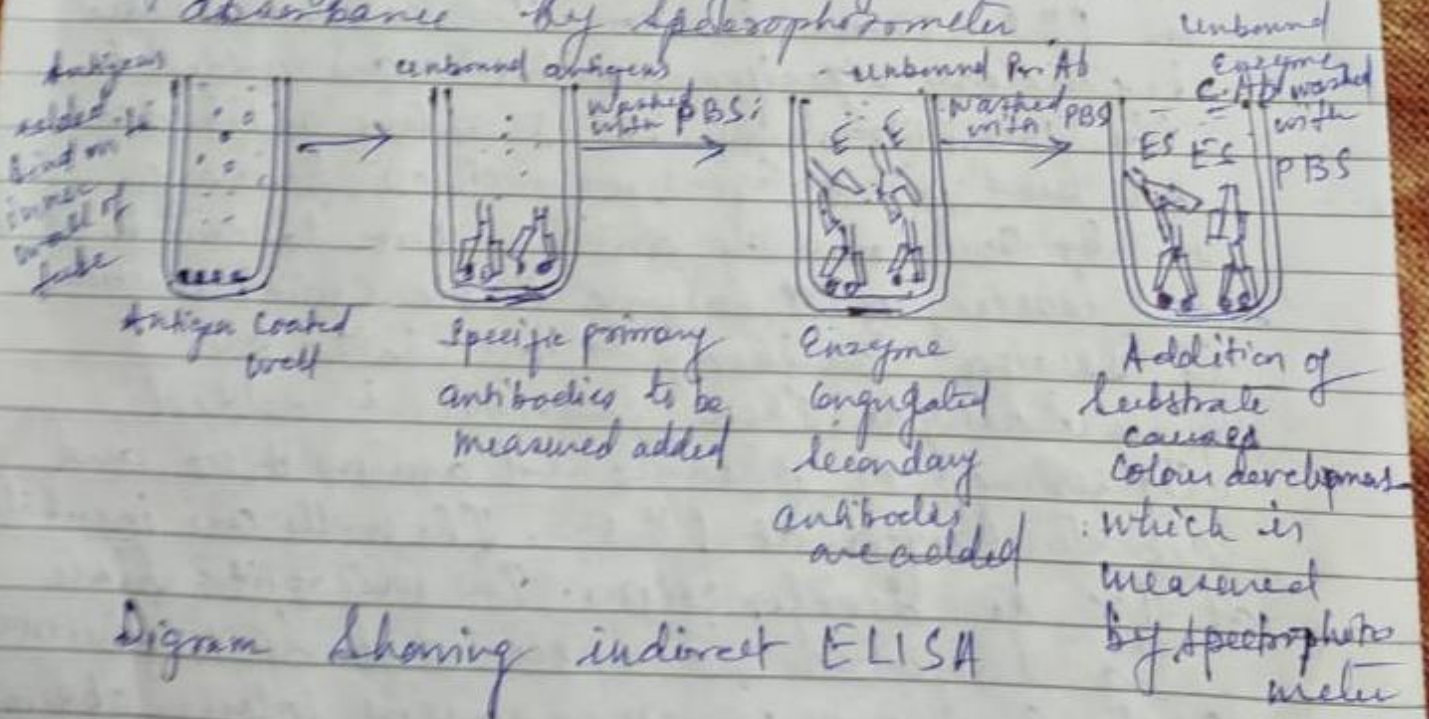 absorbance by spectrophotometer.
Antigens
added
bind on
inner
wall of
tube
Antigen Coated
well
unbound antigens
washed
with PBS
Specific primary
antibodies to be
measured added
unbound Pr. Ab
washed
with PBS
E E
Enzyme
Congugated
Secondary
antibodies
are added
unbound
Enzyme
C. Ab washed
with
PBS
ES ES
Addition of
Substrate
causes
Colour development
which is
measured
by spectrophoto
meter
Digram Showing indirect ELISA